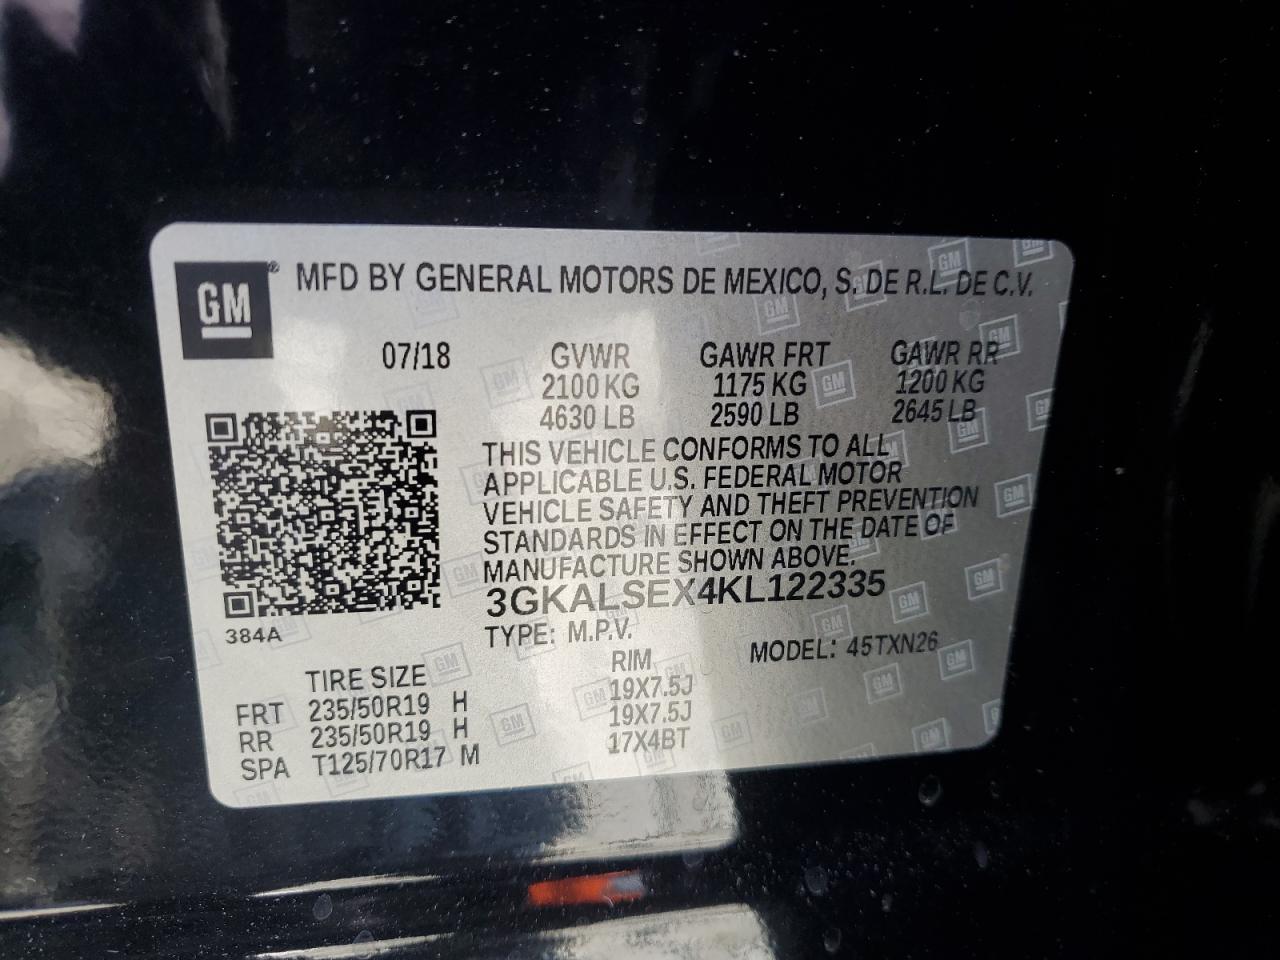 GM® MFD BY GENERAL MOTORS DE MEXICO, S. DE R.L. DE C.V.
07/18 GVWR GAWR FRT GAWR RR
2100 KG 1175 KG 1200 KG
4630 LB 2590 LB 2645 LB
THIS VEHICLE CONFORMS TO ALL
APPLICABLE U.S. FEDERAL MOTOR
VEHICLE SAFETY AND THEFT PREVENTION
STANDARDS IN EFFECT ON THE DATE OF
MANUFACTURE SHOWN ABOVE.
3GKALSEX4KL122335
384A
TYPE: M.P.V. MODEL: 45TXN26
TIRE SIZE RIM
FRT 235/50R19 H 19X7.5J
RR 235/50R19 H 19X7.5J
SPA T125/70R17 M 17X4BT